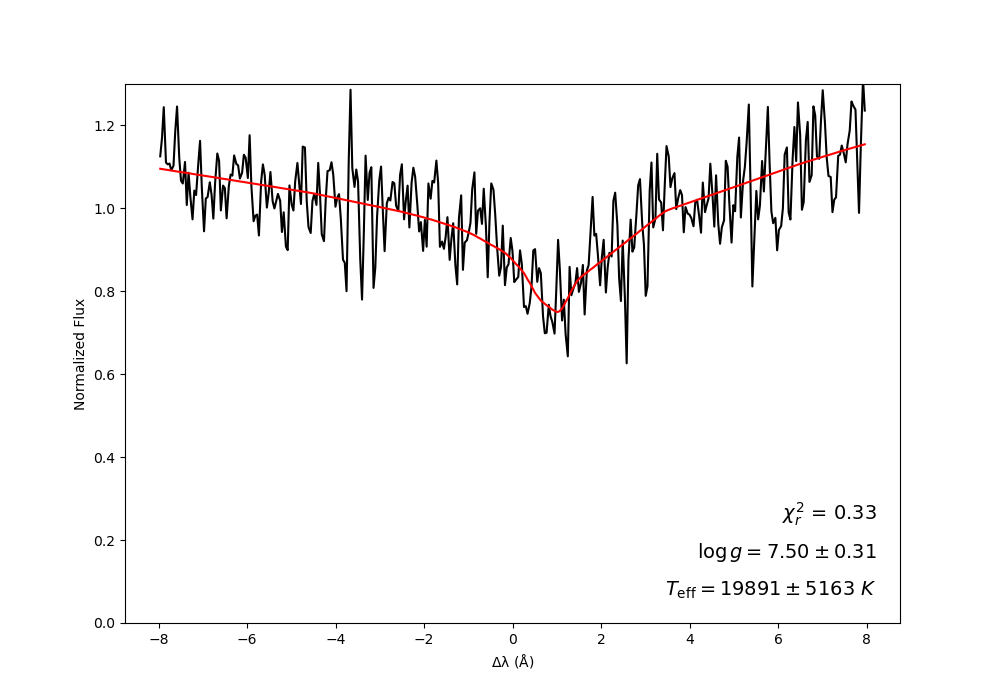 1.2
1.0
0.8
0.6
0.4
0.2
0.0
Normalized Flux
χ²ᵣ = 0.33
log g = 7.50 ± 0.31
T_eff = 19891 ± 5163 K
−8 −6 −4 −2 0 2 4 6 8
Δλ (Å)